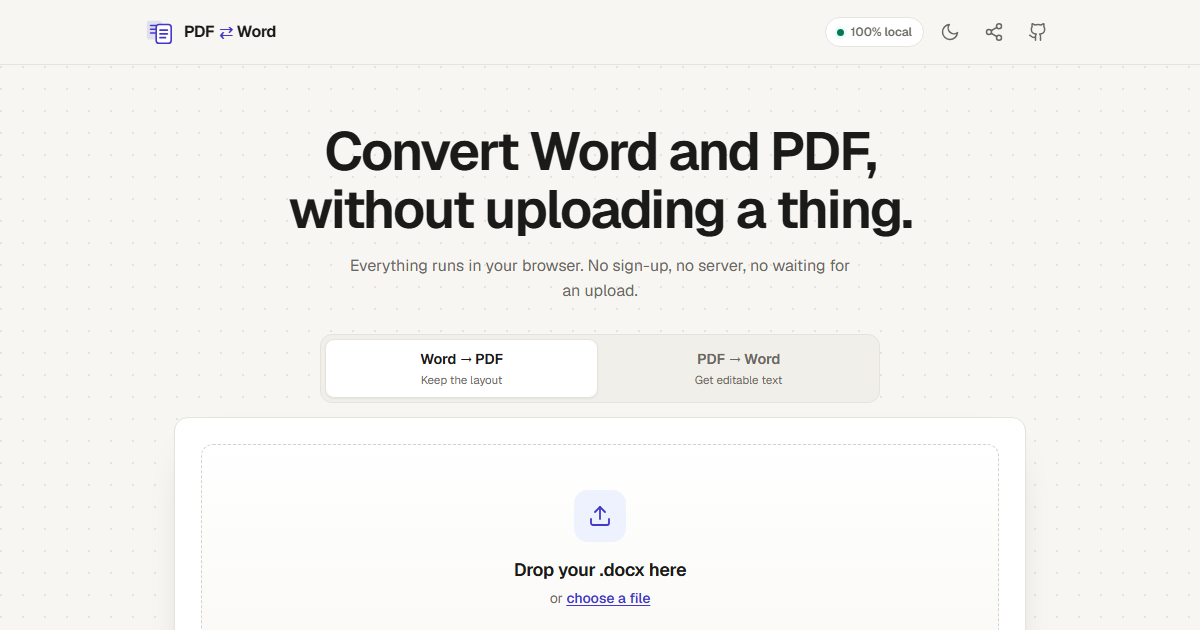 PDF ⇄ Word
100% local
Convert Word and PDF,
without uploading a thing.
Everything runs in your browser. No sign-up, no server, no waiting for
an upload.
Word → PDF
Keep the layout
PDF → Word
Get editable text
Drop your .docx here
or choose a file